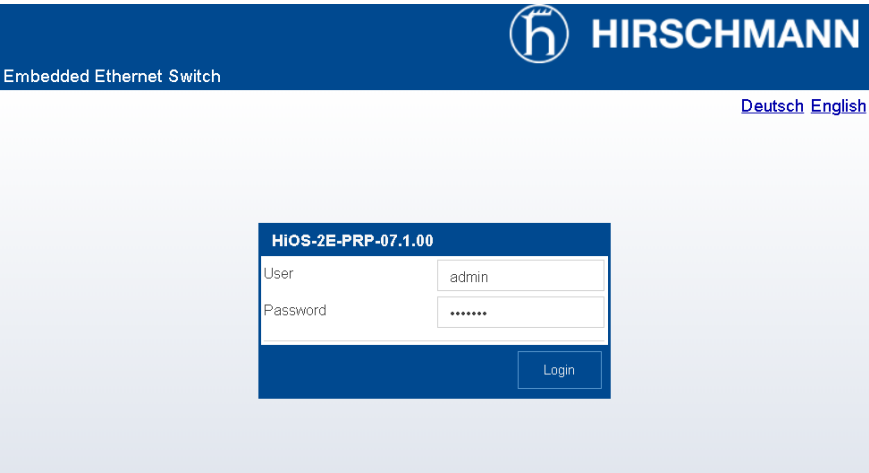 HIRSCHMANN
Embedded Ethernet Switch
Deutsch English
HiOS-2E-PRP-07.1.00
User admin
Password •••••••
Login